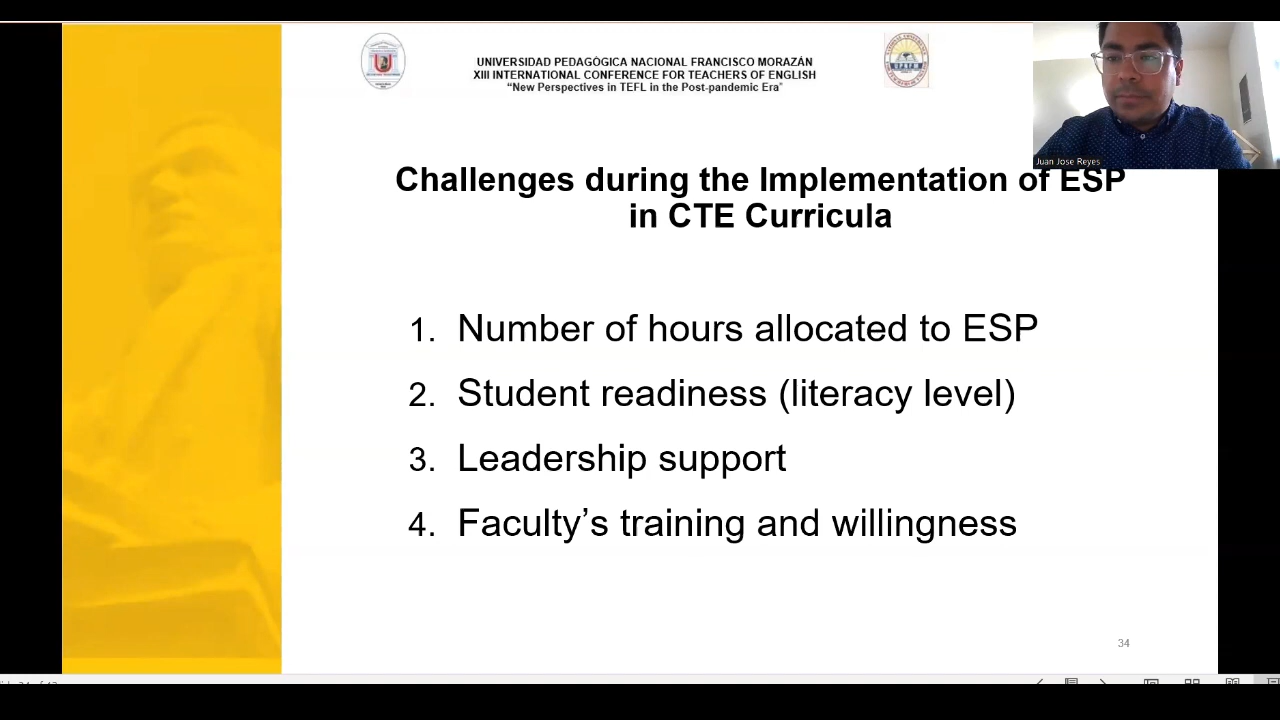 UNIVERSIDAD PEDAGÓGICA NACIONAL FRANCISCO MORAZÁN
XIII INTERNATIONAL CONFERENCE FOR TEACHERS OF ENGLISH
“New Perspectives in TEFL in the Post-pandemic Era”
Juan Jose Reyes
Challenges during the Implementation of ESP
in CTE Curricula
1. Number of hours allocated to ESP
2. Student readiness (literacy level)
3. Leadership support
4. Faculty’s training and willingness
34